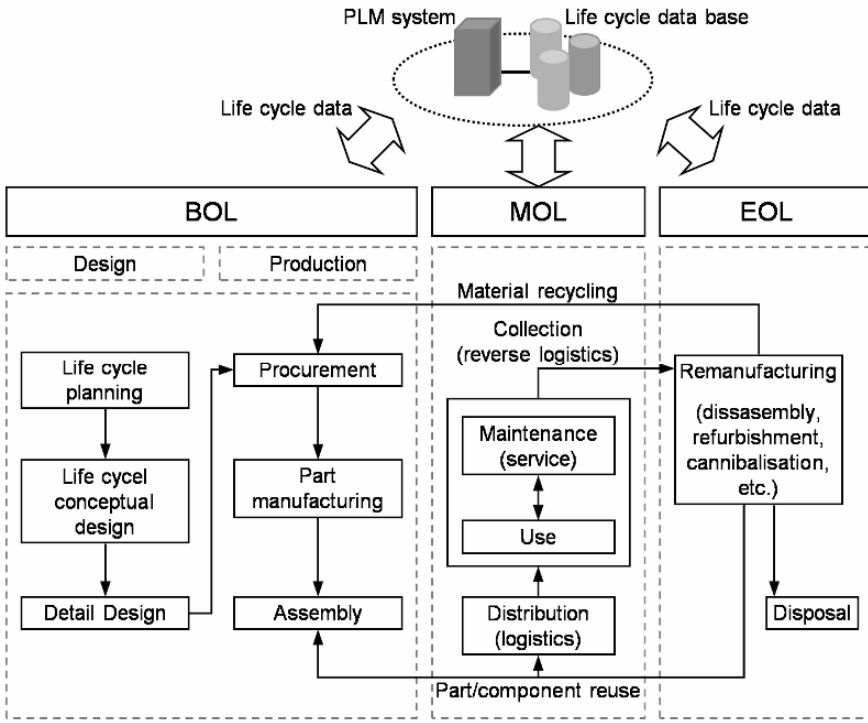 PLM system
Life cycle data base
Life cycle data
Life cycle data
BOL
MOL
EOL
Design
Production
Material recycling
Collection
(reverse logistics)
Life cycle
planning
Procurement
Remanufacturing
(dissasembly,
refurbishment,
cannibalisation,
etc.)
Maintenance
(service)
Life cycel
conceptual
design
Part
manufacturing
Use
Detail Design
Assembly
Distribution
(logistics)
Disposal
Part/component reuse